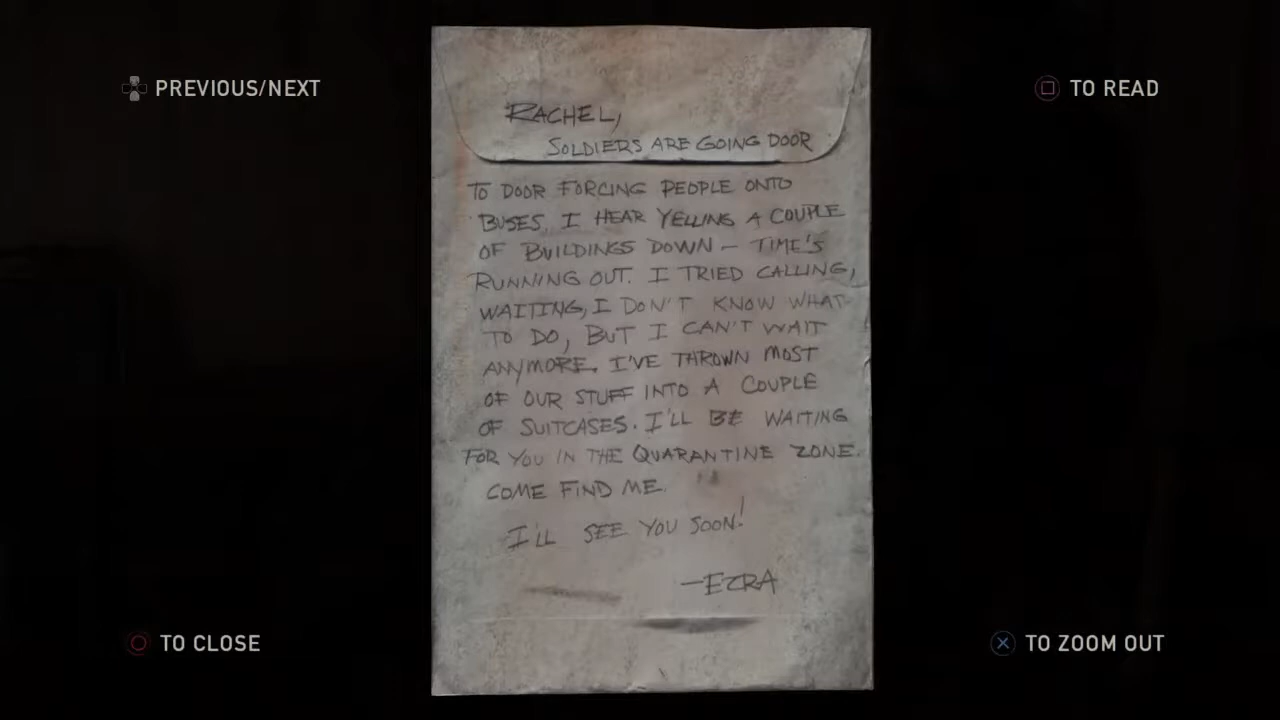 PREVIOUS/NEXT
TO READ
RACHEL,
SOLDIERS ARE GOING DOOR
TO DOOR FORCING PEOPLE ONTO
BUSES. I HEAR YELLING A COUPLE
OF BUILDINGS DOWN – TIME'S
RUNNING OUT. I TRIED CALLING,
WAITING, I DON'T KNOW WHAT
TO DO, BUT I CAN'T WAIT
ANYMORE. I'VE THROWN MOST
OF OUR STUFF INTO A COUPLE
OF SUITCASES. I'LL BE WAITING
FOR YOU IN THE QUARANTINE ZONE.
COME FIND ME.
I'LL SEE YOU SOON!
–EZRA
TO CLOSE
TO ZOOM OUT